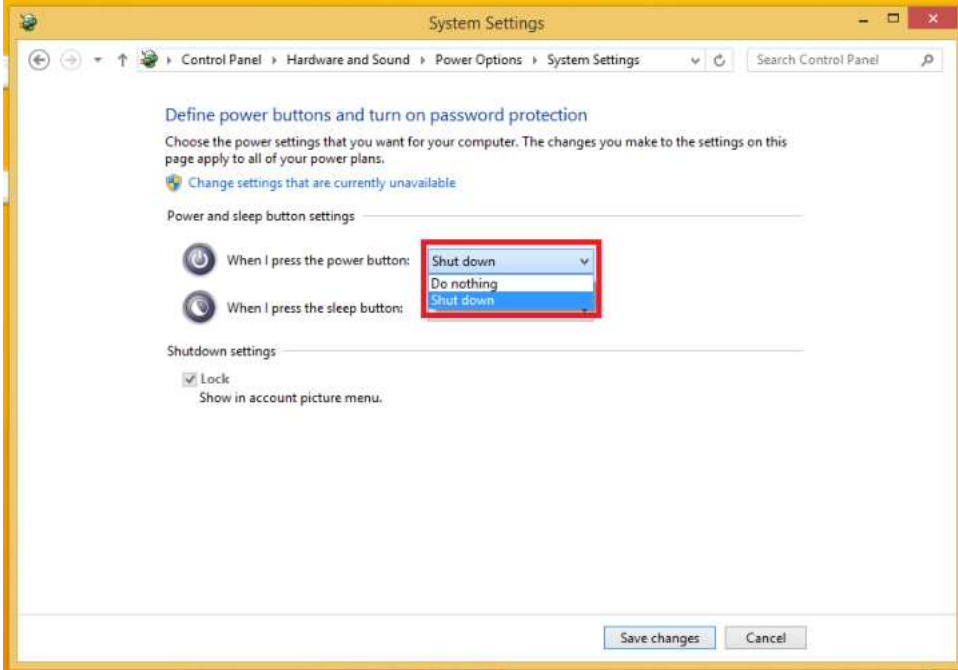 System Settings
Control Panel Hardware and Sound Power Options System Settings Search Control Panel
Define power buttons and turn on password protection
Choose the power settings that you want for your computer. The changes you make to the settings on this
page apply to all of your power plans.
Change settings that are currently unavailable
Power and sleep button settings
When I press the power button: Shut down
Do nothing
Shut down
When I press the sleep button:
Shutdown settings
Lock
Show in account picture menu.
Save changes Cancel